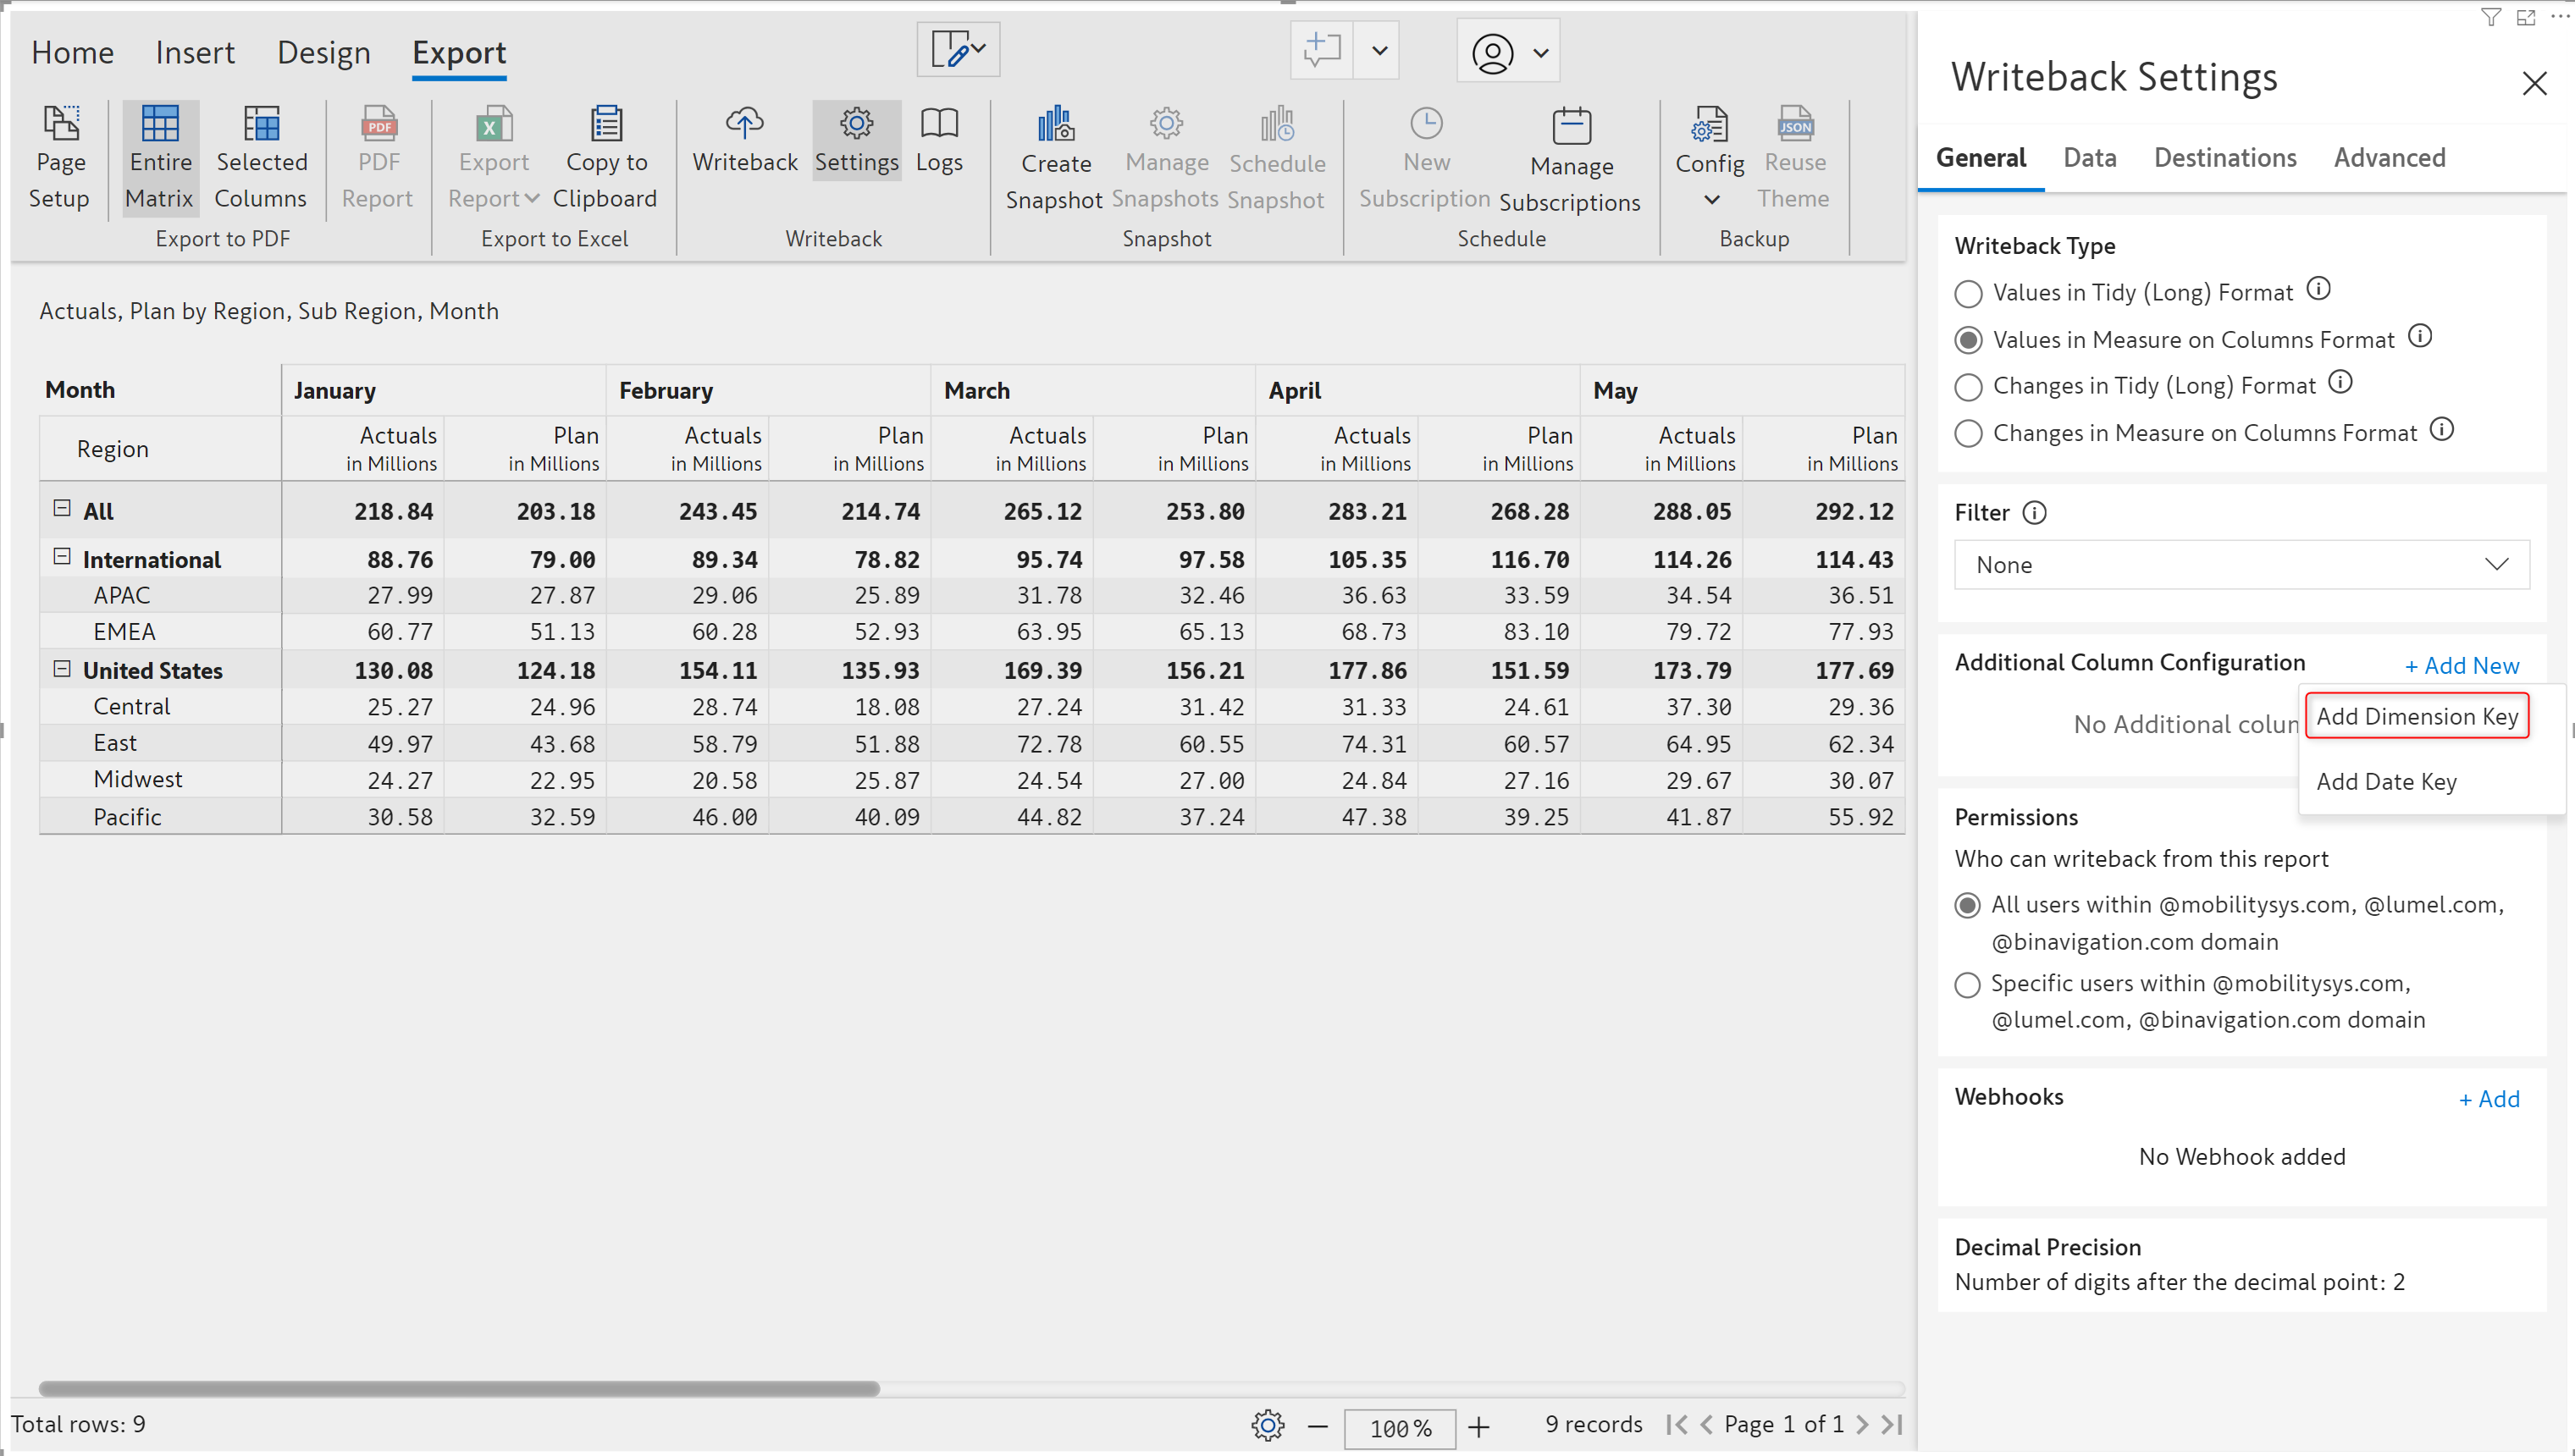 Home Insert Design Export
Page Setup
Entire Matrix
Selected Columns
Export to PDF
PDF Report
Export Report
Copy to Clipboard
Export to Excel
Writeback
Settings
Logs
Writeback
Create Snapshot
Manage Snapshots
Schedule Snapshot
Snapshot
New Subscription
Manage Subscriptions
Schedule
Config
JSON
Reuse Theme
Backup
Actuals, Plan by Region, Sub Region, Month
Month January February March April May
Region Actuals in Millions Plan in Millions Actuals in Millions Plan in Millions Actuals in Millions Plan in Millions Actuals in Millions Plan in Millions Actuals in Millions Plan in Millions
All 218.84 203.18 243.45 214.74 265.12 253.80 283.21 268.28 288.05 292.12
International 88.76 79.00 89.34 78.82 95.74 97.58 105.35 116.70 114.26 114.43
APAC 27.99 27.87 29.06 25.89 31.78 32.46 36.63 33.59 34.54 36.51
EMEA 60.77 51.13 60.28 52.93 63.95 65.13 68.73 83.10 79.72 77.93
United States 130.08 124.18 154.11 135.93 169.39 156.21 177.86 151.59 173.79 177.69
Central 25.27 24.96 28.74 18.08 27.24 31.42 31.33 24.61 37.30 29.36
East 49.97 43.68 58.79 51.88 72.78 60.55 74.31 60.57 64.95 62.34
Midwest 24.27 22.95 20.58 25.87 24.54 27.00 24.84 27.16 29.67 30.07
Pacific 30.58 32.59 46.00 40.09 44.82 37.24 47.38 39.25 41.87 55.92
Total rows: 9
100 %
9 records
Page 1 of 1
Writeback Settings
General Data Destinations Advanced
Writeback Type
Values in Tidy (Long) Format
Values in Measure on Columns Format
Changes in Tidy (Long) Format
Changes in Measure on Columns Format
Filter
None
Additional Column Configuration + Add New
No Additional colun
Add Dimension Key
Add Date Key
Permissions
Who can writeback from this report
All users within @mobilitysys.com, @lumel.com,
@binavigation.com domain
Specific users within @mobilitysys.com,
@lumel.com, @binavigation.com domain
Webhooks + Add
No Webhook added
Decimal Precision
Number of digits after the decimal point: 2